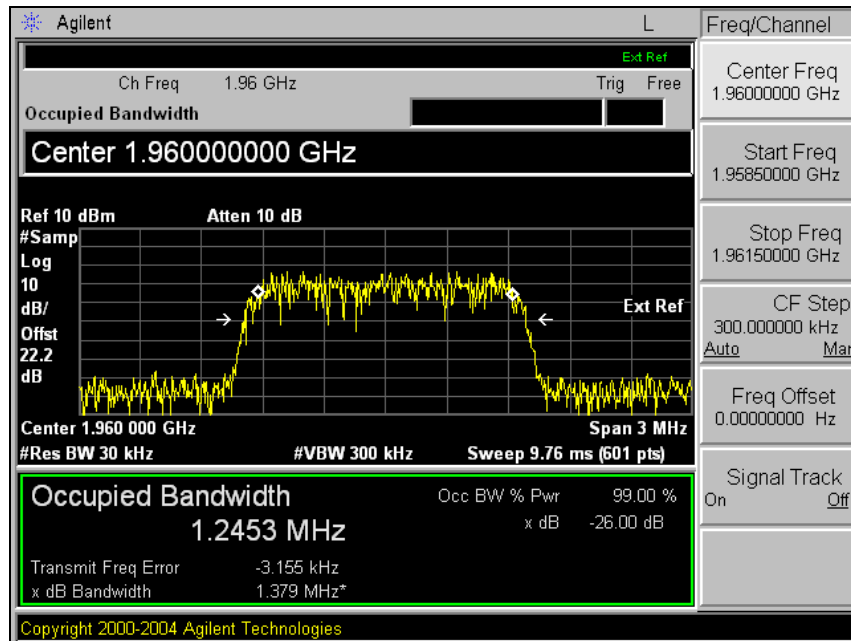 Agilent L Freq/Channel
Ext Ref
Ch Freq 1.96 GHz Trig Free
Occupied Bandwidth
Center 1.960000000 GHz
Ref 10 dBm Atten 10 dB
#Samp
Log
10
dB/
Offst
22.2
dB
Ext Ref
Center 1.960 000 GHz Span 3 MHz
#Res BW 30 kHz #VBW 300 kHz Sweep 9.76 ms (601 pts)
Occupied Bandwidth Occ BW % Pwr 99.00 %
1.2453 MHz x dB -26.00 dB
Transmit Freq Error -3.155 kHz
x dB Bandwidth 1.379 MHz*
Copyright 2000-2004 Agilent Technologies
Center Freq
1.96000000 GHz
Start Freq
1.95850000 GHz
Stop Freq
1.96150000 GHz
CF Step
300.000000 kHz
Auto Man
Freq Offset
0.00000000 Hz
Signal Track
On Off